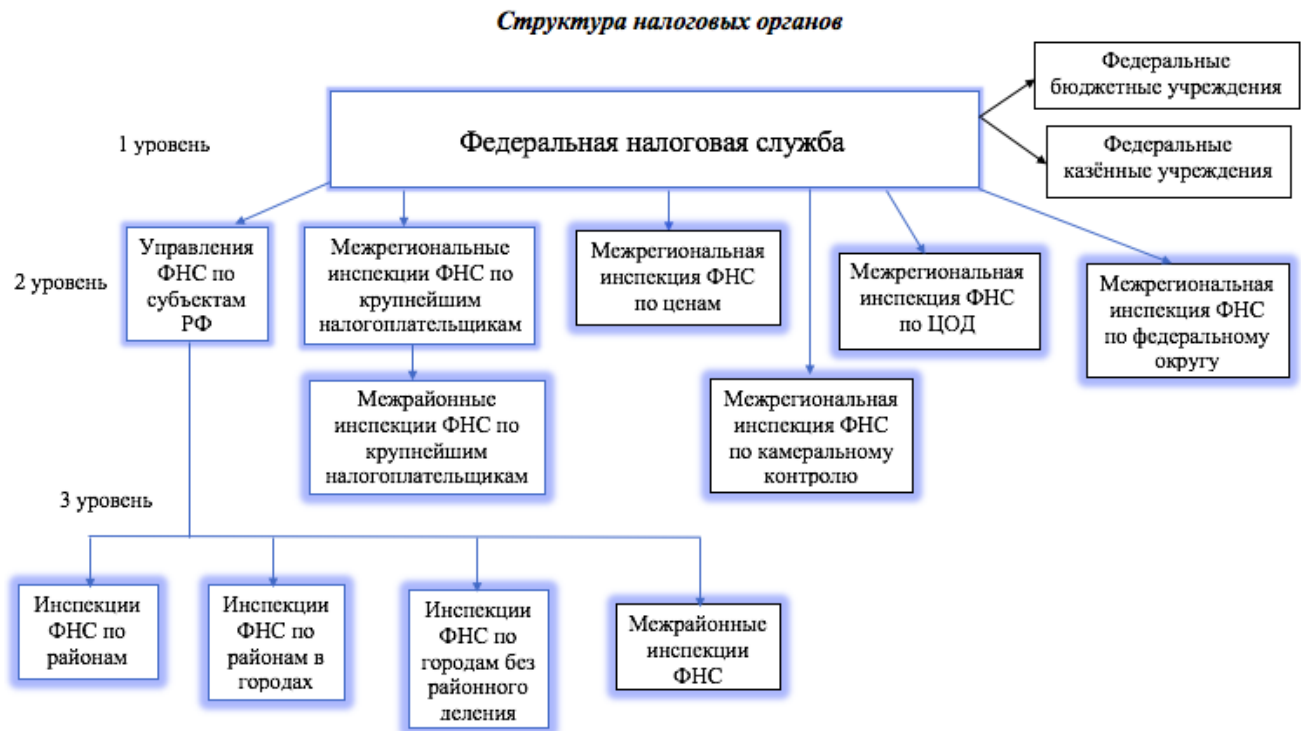 Структура налоговых органов
Федеральные
бюджетные учреждения
1 уровень
Федеральная налоговая служба
Федеральные
казённые учреждения
2 уровень
Управления
ФНС по
субъектам
РФ
Межрегиональные
инспекции ФНС по
крупнейшим
налогоплательщикам
Межрегиональная
инспекция ФНС
по ценам
Межрегиональная
инспекция ФНС
по ЦОД
Межрегиональная
инспекция ФНС
по федеральному
округу
Межрайонные
инспекции ФНС по
крупнейшим
налогоплательщикам
Межрегиональная
инспекция ФНС
по камеральному
контролю
3 уровень
Инспекции
ФНС по
районам
Инспекции
ФНС по
районам в
городах
Инспекции
ФНС по
городам без
районного
деления
Межрайонные
инспекции
ФНС